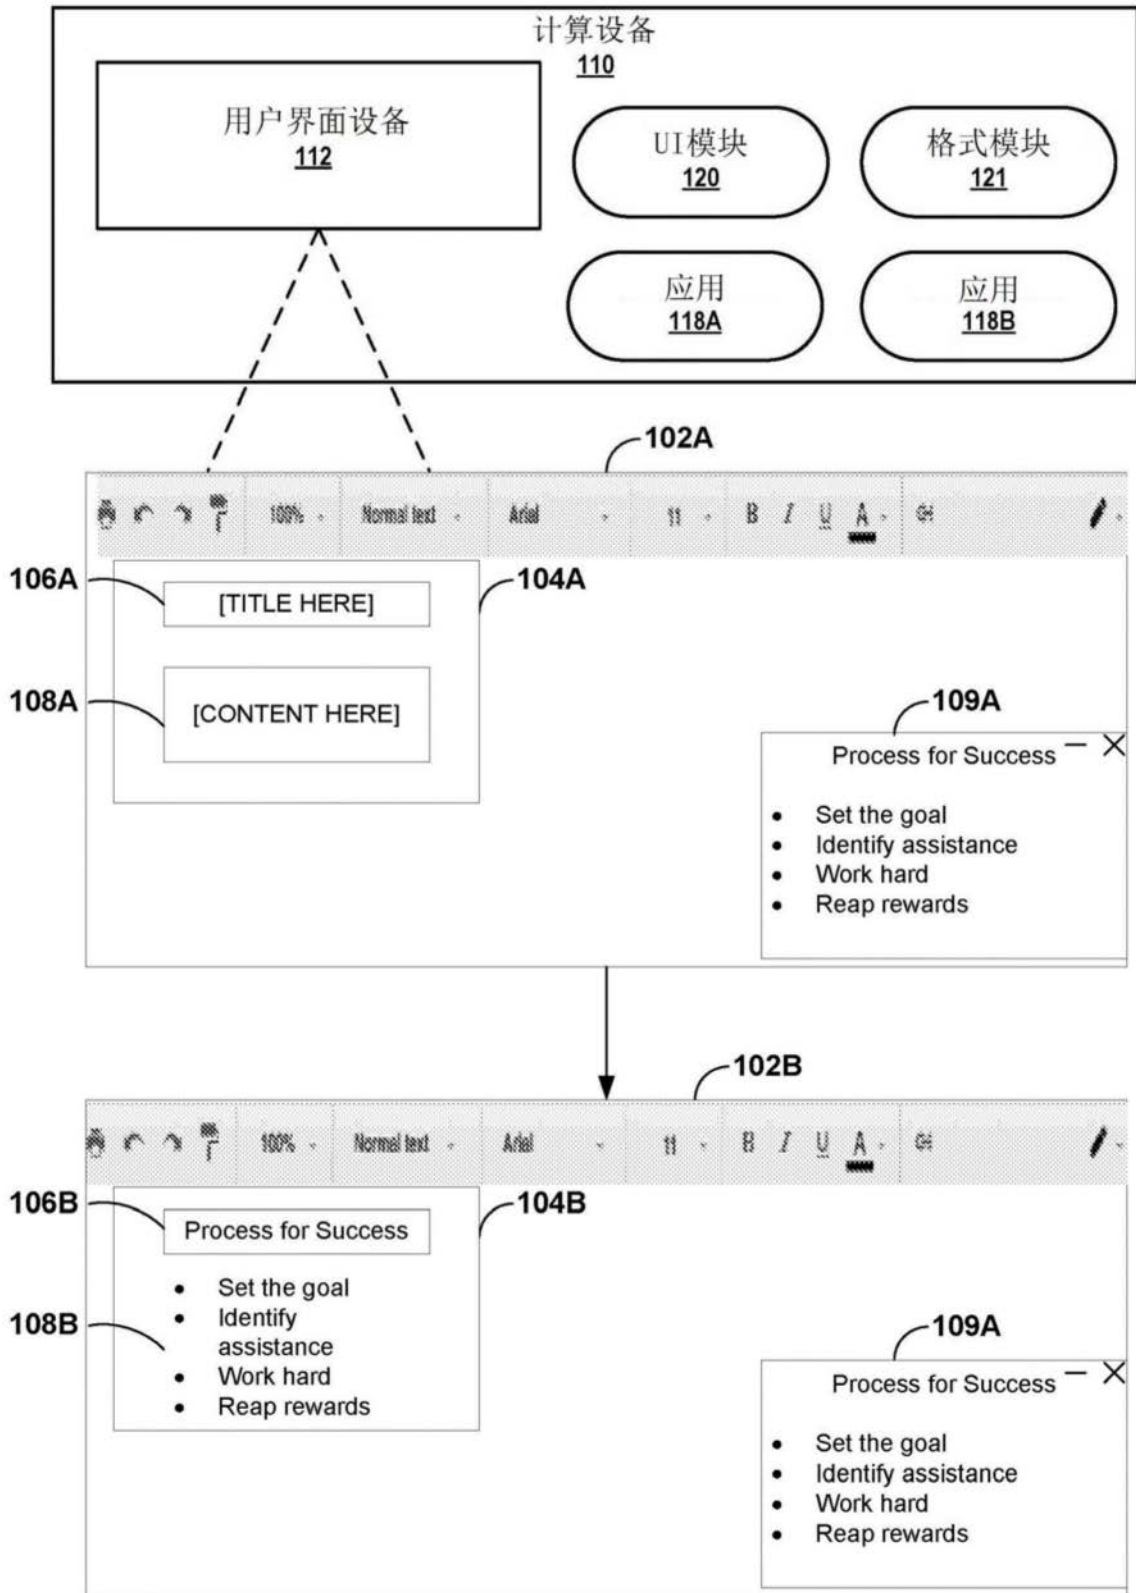 计算设备
110
用户界面设备
112
UI模块
120
格式模块
121
应用
118A
应用
118B
102A
100%
Normal text
Arial
11
B I U A
106A
[TITLE HERE]
104A
108A
[CONTENT HERE]
109A
Process for Success
• Set the goal
• Identify assistance
• Work hard
• Reap rewards
102B
100%
Normal text
Arial
11
B I U A
106B
Process for Success
104B
108B
• Set the goal
• Identify
assistance
• Work hard
• Reap rewards
109A
Process for Success
• Set the goal
• Identify assistance
• Work hard
• Reap rewards